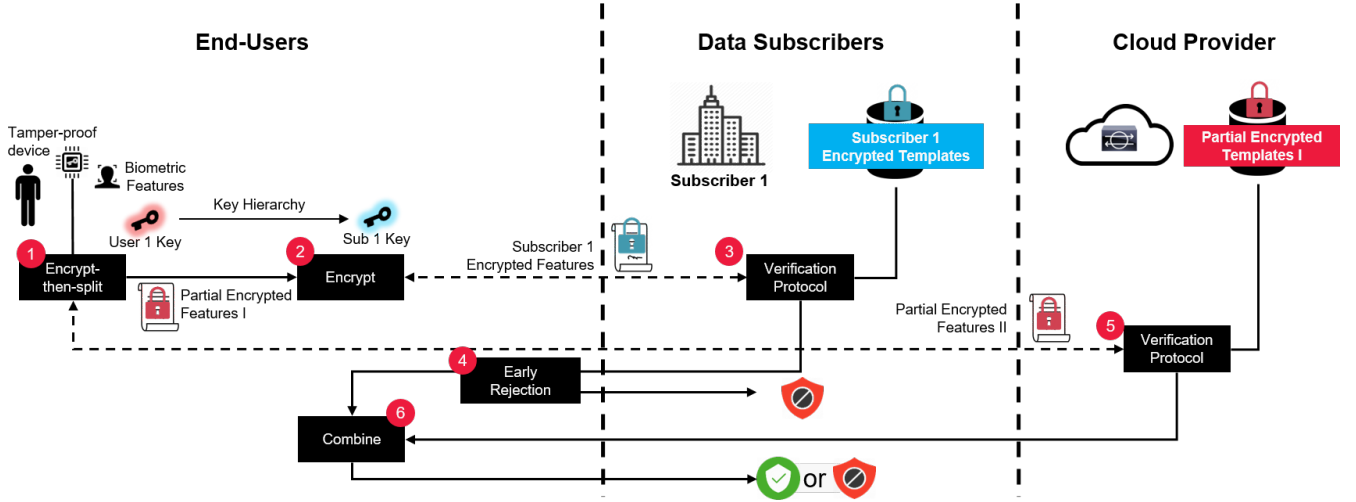 End-Users
Data Subscribers
Cloud Provider
Tamper-proof
device
Biometric
Features
Key Hierarchy
User 1 Key
Sub 1 Key
Subscriber 1
Subscriber 1
Encrypted Templates
Partial Encrypted
Templates I
1
Encrypt-
then-split
2
Encrypt
Partial Encrypted
Features I
Subscriber 1
Encrypted Features
3
Verification
Protocol
Partial Encrypted
Features II
5
Verification
Protocol
4
Early
Rejection
6
Combine
or